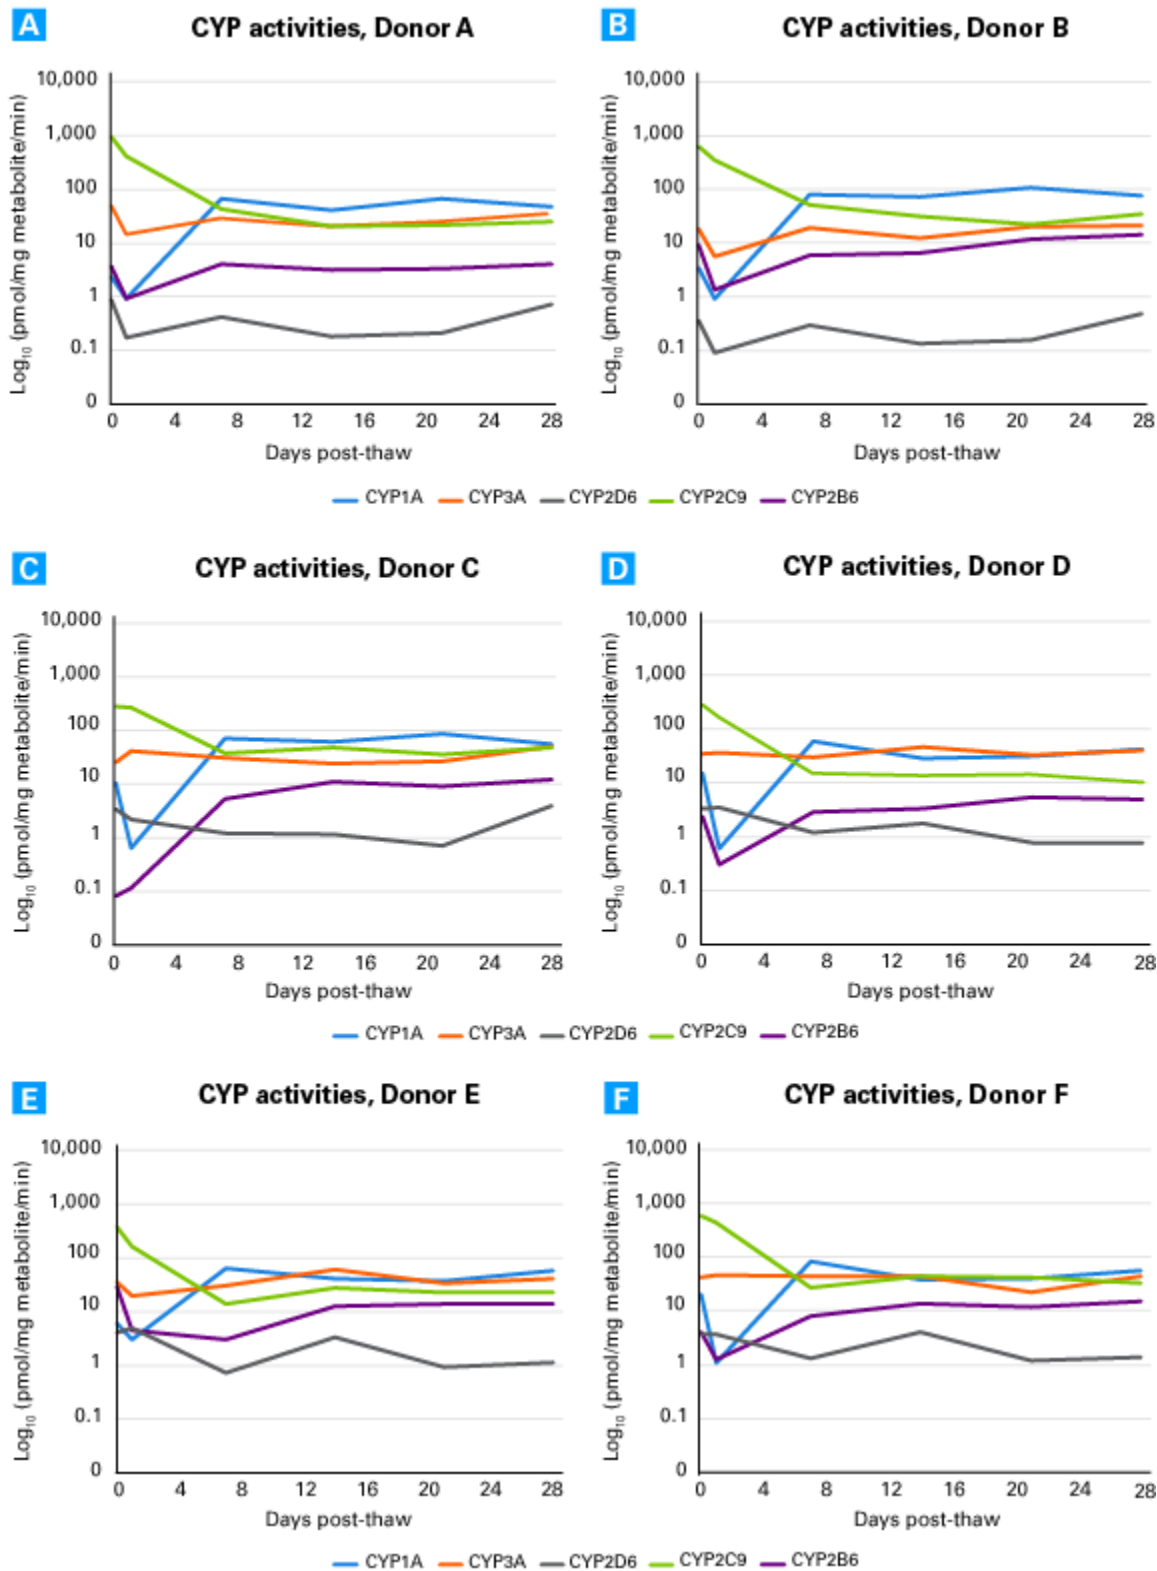 A CYP activities, Donor A
Log₁₀ (pmol/mg metabolite/min)
10,000
1,000
100
10
1
0.1
0
0 4 8 12 16 20 24 28
Days post-thaw
B CYP activities, Donor B
Log₁₀ (pmol/mg metabolite/min)
10,000
1,000
100
10
1
0.1
0
0 4 8 12 16 20 24 28
Days post-thaw
CYP1A CYP3A CYP2D6 CYP2C9 CYP2B6
C CYP activities, Donor C
Log₁₀ (pmol/mg metabolite/min)
10,000
1,000
100
10
1
0.1
0
0 4 8 12 16 20 24 28
Days post-thaw
D CYP activities, Donor D
Log₁₀ (pmol/mg metabolite/min)
10,000
1,000
100
10
1
0.1
0
0 4 8 12 16 20 24 28
Days post-thaw
CYP1A CYP3A CYP2D6 CYP2C9 CYP2B6
E CYP activities, Donor E
Log₁₀ (pmol/mg metabolite/min)
10,000
1,000
100
10
1
0.1
0
0 4 8 12 16 20 24 28
Days post-thaw
F CYP activities, Donor F
Log₁₀ (pmol/mg metabolite/min)
10,000
1,000
100
10
1
0.1
0
0 4 8 12 16 20 24 28
Days post-thaw
CYP1A CYP3A CYP2D6 CYP2C9 CYP2B6